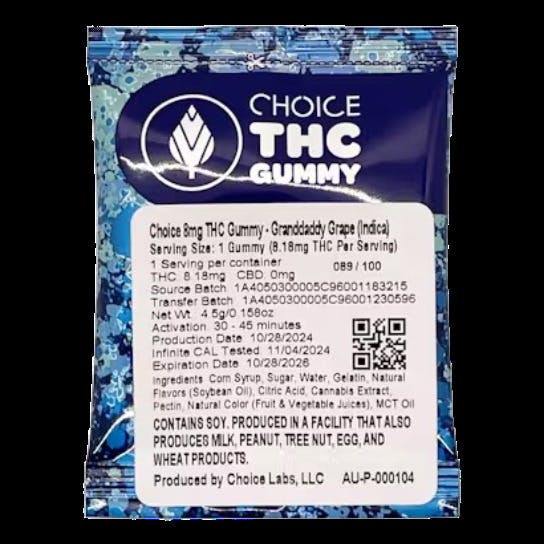 CHOICE
THC
GUMMY
Choice 8mg THC Gummy - Granddaddy Grape (Indica)
Serving Size: 1 Gummy (8.18mg THC Per Serving)
1 Serving per container
089 / 100
THC: 8.18mg CBD: 0mg
Source Batch: 1A4050300005C96001183215
Transfer Batch: 1A4050300005C96001230596
Net Wt.: 4.5g/0.158oz
Activation: 30 - 45 minutes
Production Date: 10/28/2024
Infinite CAL Tested: 11/04/2024
Expiration Date: 10/28/2026
Ingredients: Corn Syrup, Sugar, Water, Gelatin, Natural
Flavors (Soybean Oil), Citric Acid, Cannabis Extract,
Pectin, Natural Color (Fruit & Vegetable Juices), MCT Oil
CONTAINS SOY. PRODUCED IN A FACILITY THAT ALSO
PRODUCES MILK, PEANUT, TREE NUT, EGG, AND
WHEAT PRODUCTS.
Produced by Choice Labs, LLC AU-P-000104